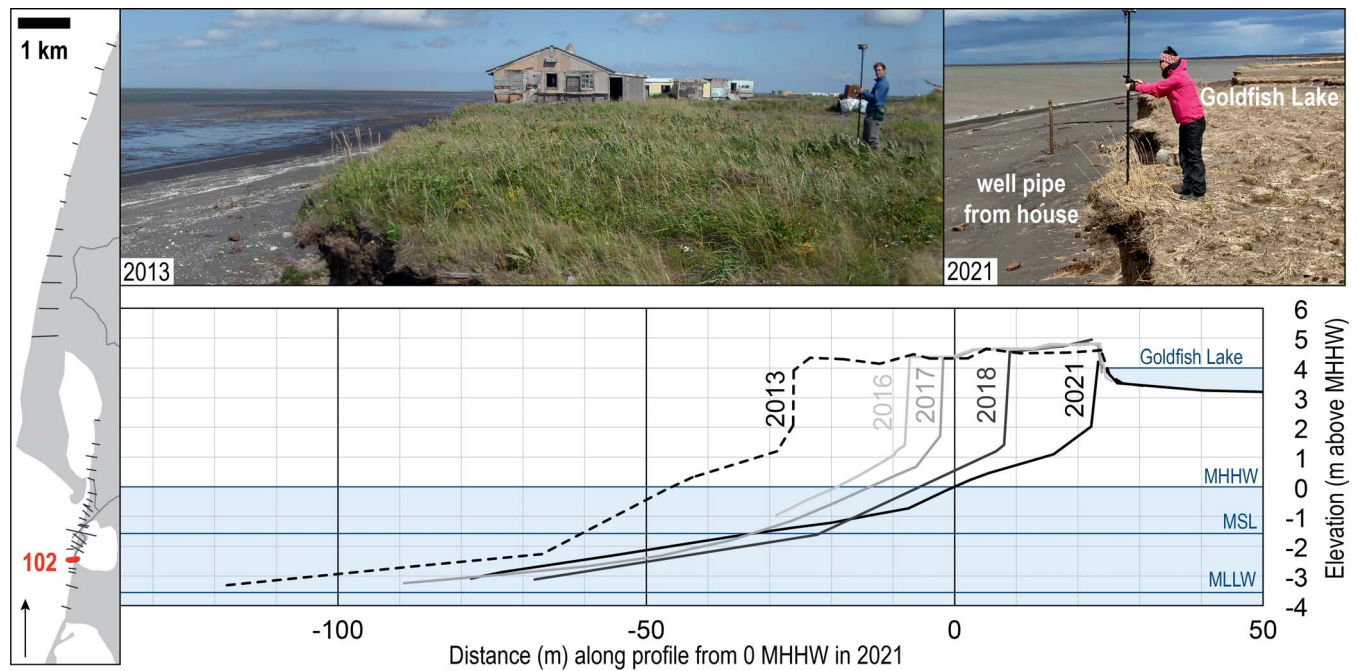 1 km
102
2013
2021
Goldfish Lake
well pipe
from house
2013
2016
2017
2018
2021
Goldfish Lake
MHHW
MSL
MLLW
6
5
4
3
2
1
0
-1
-2
-3
-4
Elevation (m above MHHW)
-100
-50
0
50
Distance (m) along profile from 0 MHHW in 2021